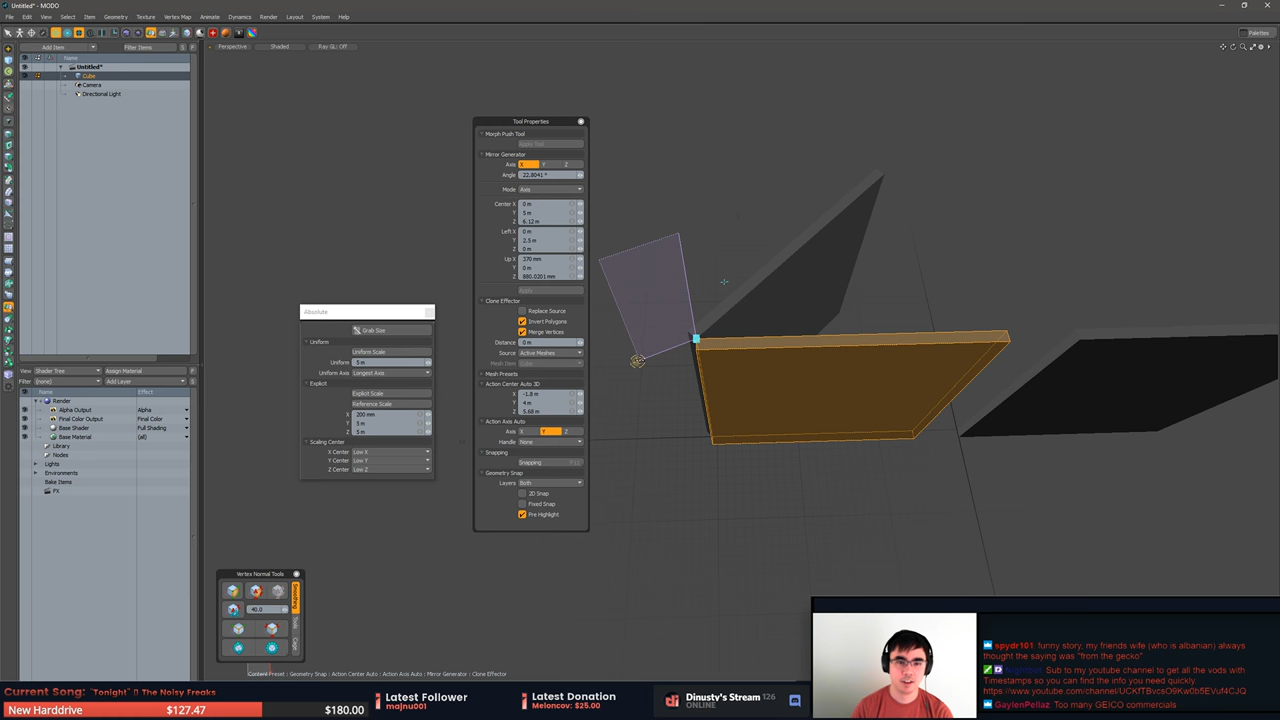 Untitled* - MODO
File Edit View Select Item Geometry Texture Vertex Map Animate Dynamics Render Layout System Help
Palettes
Add Item Filter Items S F
Perspective Shaded Ray GL: Off
Name
Untitled*
Cube
Camera
Directional Light
Tool Properties
Morph Push Tool
Apply Tool
Mirror Generator
Axis X Y Z
Angle 22.8041 °
Mode Axis
Center X 0 m
Y 5 m
Z 6.12 m
Left X 0 m
Y 2.5 m
Z 0 m
Up X 370 mm
Y 0 m
Z 880.0201 mm
Apply
Clone Effector
Replace Source
Invert Polygons
Merge Vertices
Distance 0 m
Source Active Meshes
Mesh Item Cube
Mesh Presets
Action Center Auto 3D
X -1.8 m
Y 4 m
Z 5.68 m
Action Axis Auto
Axis X Y Z
Handle None
Snapping
Snapping F11
Geometry Snap
Layers Both
2D Snap
Fixed Snap
Pre Highlight
Absolute
Grab Size
Uniform
Uniform Scale
Uniform 5 m
Uniform Axis Longest Axis
Explicit
Explicit Scale
Reference Scale
X 200 mm
Y 5 m
Z 5 m
Scaling Center
X Center Low X
Y Center Low Y
Z Center Low Z
View Shader Tree Assign Material F
Filter (none) Add Layer S
Name Effect
Render
Alpha Output Alpha
Final Color Output Final Color
Base Shader Full Shading
Base Material (all)
Library
Nodes
Lights
Environments
Bake Items
FX
Vertex Normal Tools
40.0
Smoothing
Tools
Cage
Content Preset : Geometry Snap : Action Center Auto : Action Axis Auto : Mirror Generator : Clone Effector
Current Song: "Tonight" The Noisy Freaks
New Harddrive $127.47 $180.00
Latest Follower
majnu001
Latest Donation
Meloncov: $25.00
Dinusty's Stream 126
ONLINE
spydr101: funny story, my friends wife (who is albanian) always
thought the saying was "from the gecko"
Sub to my youtube channel to get all the vods with
Timestamps so you can find the info you need quickly.
https://www.youtube.com/channel/UCKfTBvcsO9Kw0b5EVuf4CJQ
GaylenPellaz: Too many GEICO commercials